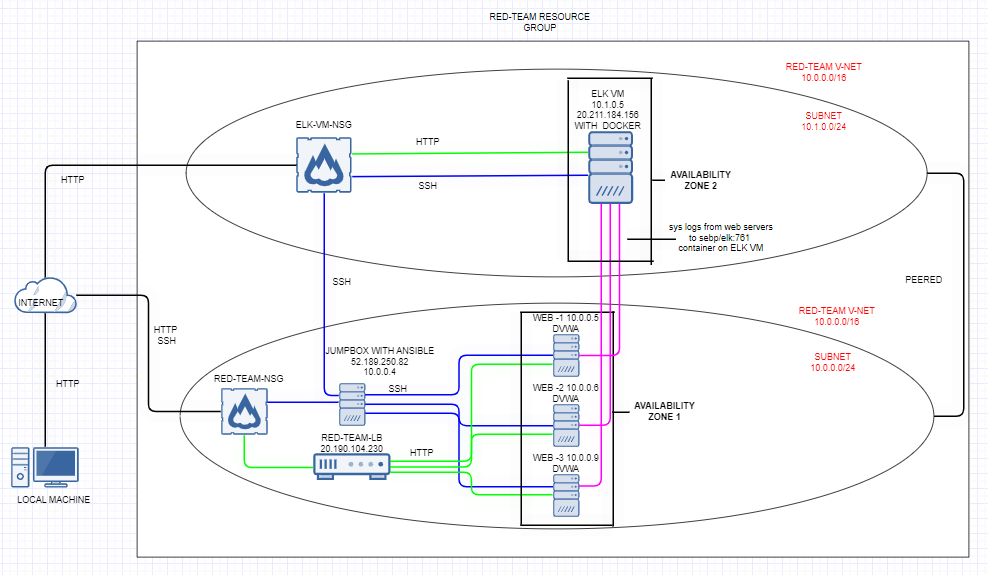 RED-TEAM RESOURCE
GROUP
RED-TEAM V-NET
10.0.0.0/16
SUBNET
10.1.0.0/24
ELK VM
10.1.0.5
20.211.184.156
WITH DOCKER
ELK-VM-NSG
HTTP
SSH
HTTP
AVAILABILITY
ZONE 2
sys logs from web servers
to sebp/elk:761
container on ELK VM
SSH
PEERED
INTERNET
HTTP
SSH
RED-TEAM V-NET
10.0.0.0/16
SUBNET
10.0.0.0/24
WEB -1 10.0.0.5
DVWA
JUMPBOX WITH ANSIBLE
52.189.250.82
10.0.0.4
RED-TEAM-NSG
HTTP
SSH
WEB -2 10.0.0.6
DVWA
AVAILABILITY
ZONE 1
RED-TEAM-LB
20.190.104.230
HTTP
WEB -3 10.0.0.9
DVWA
LOCAL MACHINE